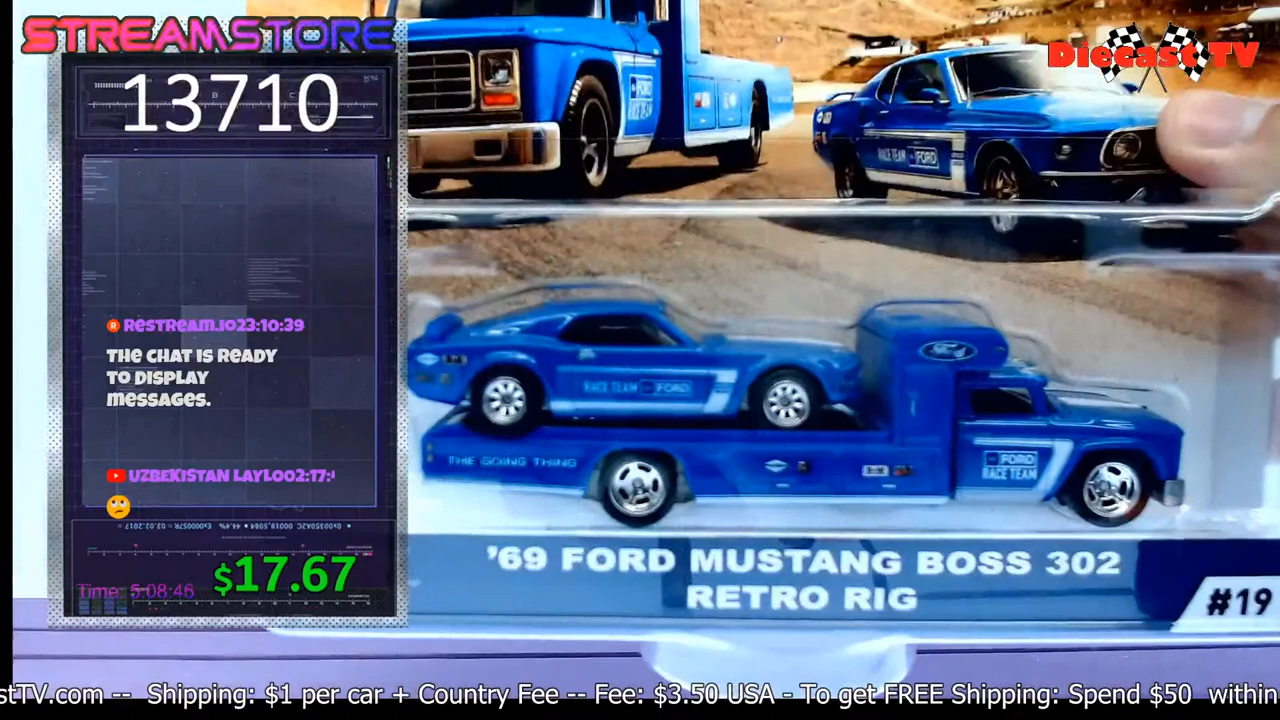 STREAMSTORE
13710
Restream.io23:10:39
THE CHAT IS READY
TO DISPLAY
MESSAGES.
UZBEKISTAN LAYLO02:17:
Time: 5:08:46
$17.67
Diecast TV
RACE TEAM FORD
Ford
RACE TEAM FORD
THE GOING THING
FORD
RACE TEAM
'69 FORD MUSTANG BOSS 302
RETRO RIG
#19
stTV.com -- Shipping: $1 per car + Country Fee -- Fee: $3.50 USA - To get FREE Shipping: Spend $50 within